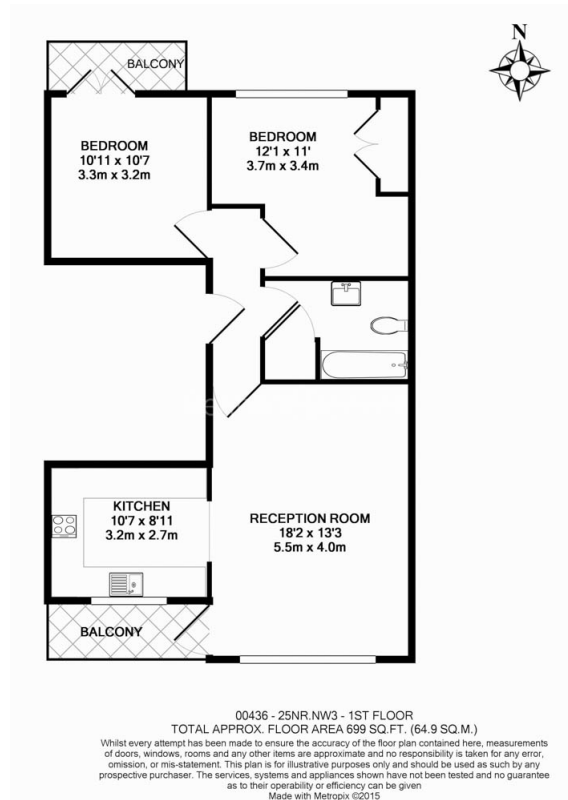 N
BALCONY
BEDROOM
10'11 x 10'7
3.3m x 3.2m
BEDROOM
12'1 x 11'
3.7m x 3.4m
KITCHEN
10'7 x 8'11
3.2m x 2.7m
RECEPTION ROOM
18'2 x 13'3
5.5m x 4.0m
BALCONY
00436 - 25NR.NW3 - 1ST FLOOR
TOTAL APPROX. FLOOR AREA 699 SQ.FT. (64.9 SQ.M.)
Whilst every attempt has been made to ensure the accuracy of the floor plan contained here, measurements
of doors, windows, rooms and any other items are approximate and no responsibility is taken for any error,
omission, or mis-statement. This plan is for illustrative purposes only and should be used as such by any
prospective purchaser. The services, systems and appliances shown have not been tested and no guarantee
as to their operability or efficiency can be given
Made with Metropix ©2015